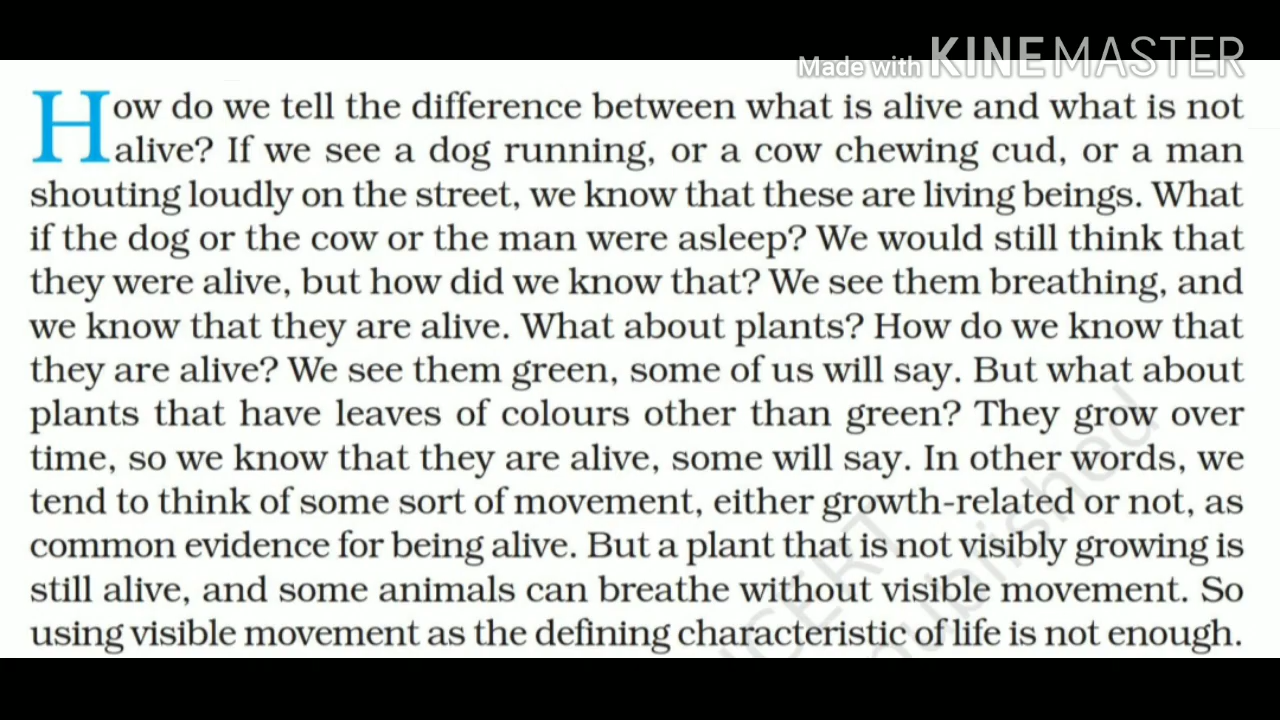 Made with KINEMASTER
How do we tell the difference between what is alive and what is not
alive? If we see a dog running, or a cow chewing cud, or a man
shouting loudly on the street, we know that these are living beings. What
if the dog or the cow or the man were asleep? We would still think that
they were alive, but how did we know that? We see them breathing, and
we know that they are alive. What about plants? How do we know that
they are alive? We see them green, some of us will say. But what about
plants that have leaves of colours other than green? They grow over
time, so we know that they are alive, some will say. In other words, we
tend to think of some sort of movement, either growth-related or not, as
common evidence for being alive. But a plant that is not visibly growing is
still alive, and some animals can breathe without visible movement. So
using visible movement as the defining characteristic of life is not enough.
NCERT